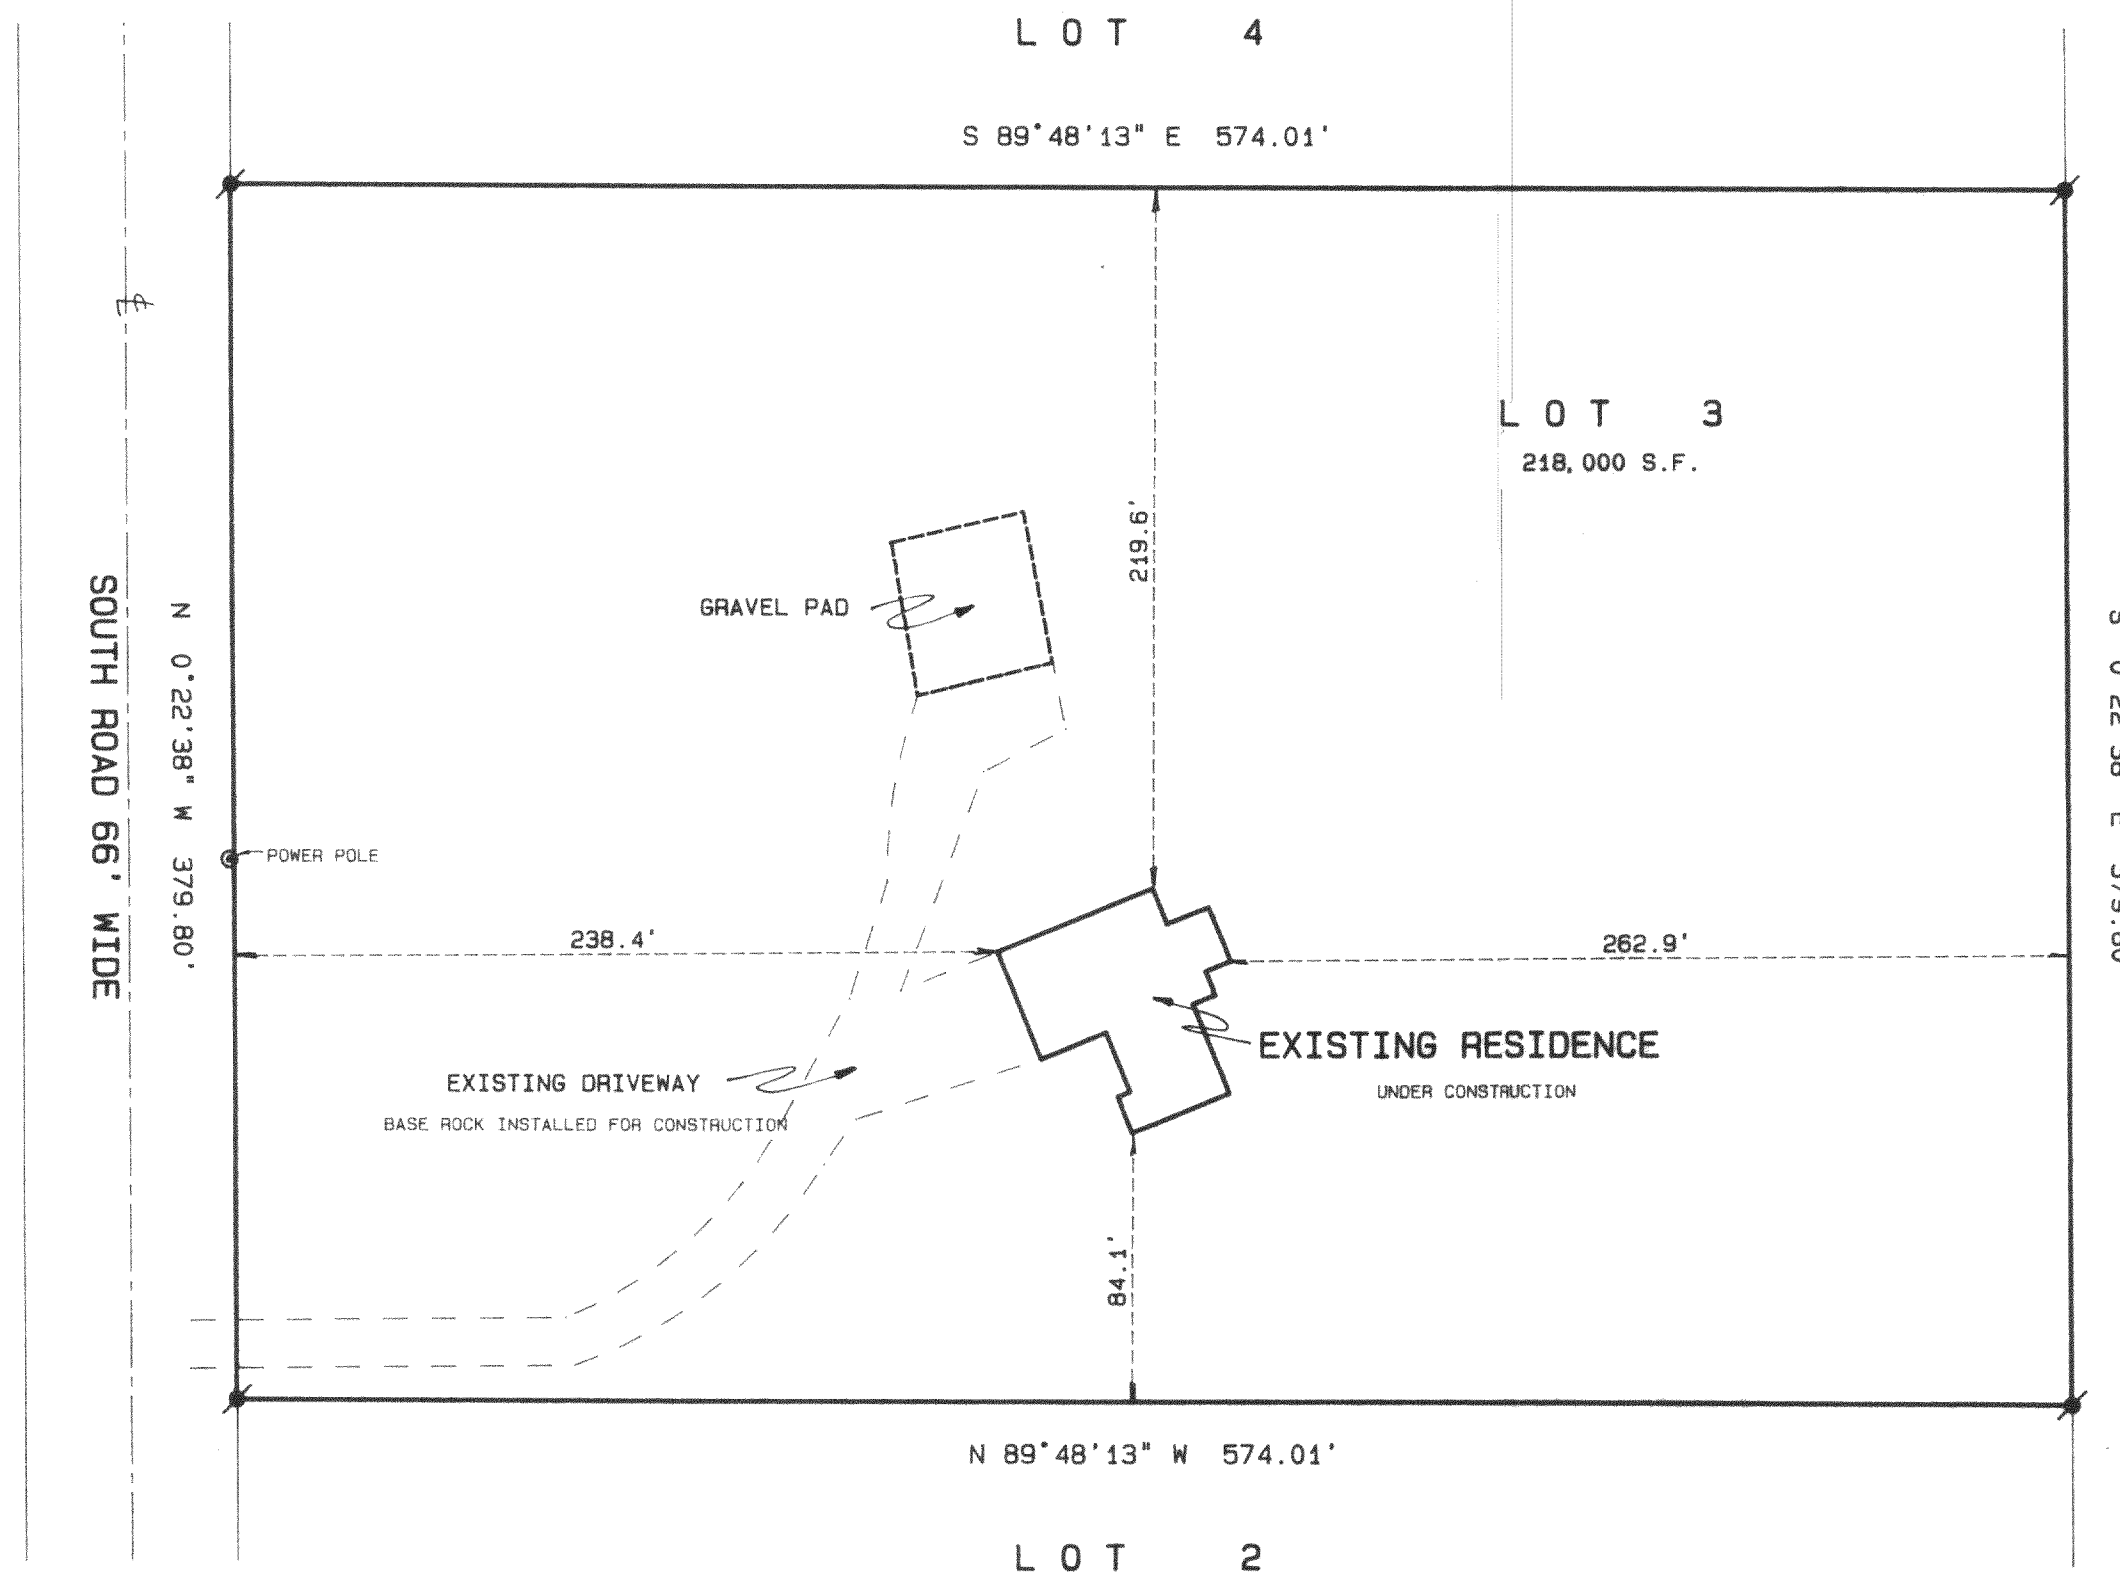 LOT 4
S 89°48'13" E 574.01'
LOT 3
218,000 S.F.
219.6'
GRAVEL PAD
SOUTH ROAD 66' WIDE
N 0°22'38" W 379.80'
POWER POLE
238.4'
262.9'
EXISTING RESIDENCE
UNDER CONSTRUCTION
EXISTING DRIVEWAY
BASE ROCK INSTALLED FOR CONSTRUCTION
84.1'
N 89°48'13" W 574.01'
LOT 2